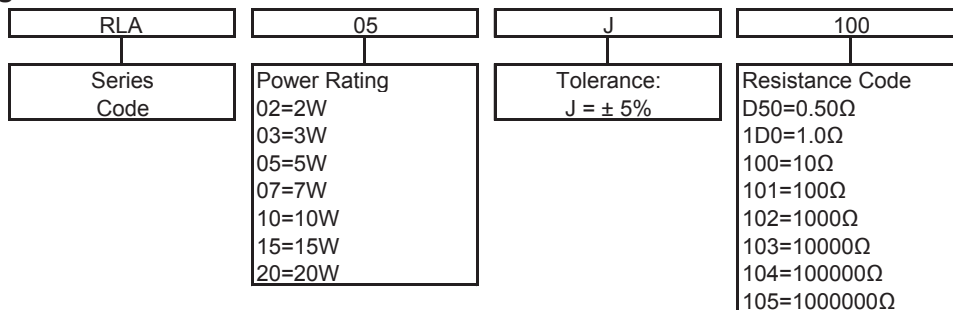 RLA
05
J
100
Series
Code
Power Rating
02=2W
03=3W
05=5W
07=7W
10=10W
15=15W
20=20W
Tolerance:
J = ± 5%
Resistance Code
D50=0.50Ω
1D0=1.0Ω
100=10Ω
101=100Ω
102=1000Ω
103=10000Ω
104=100000Ω
105=1000000Ω